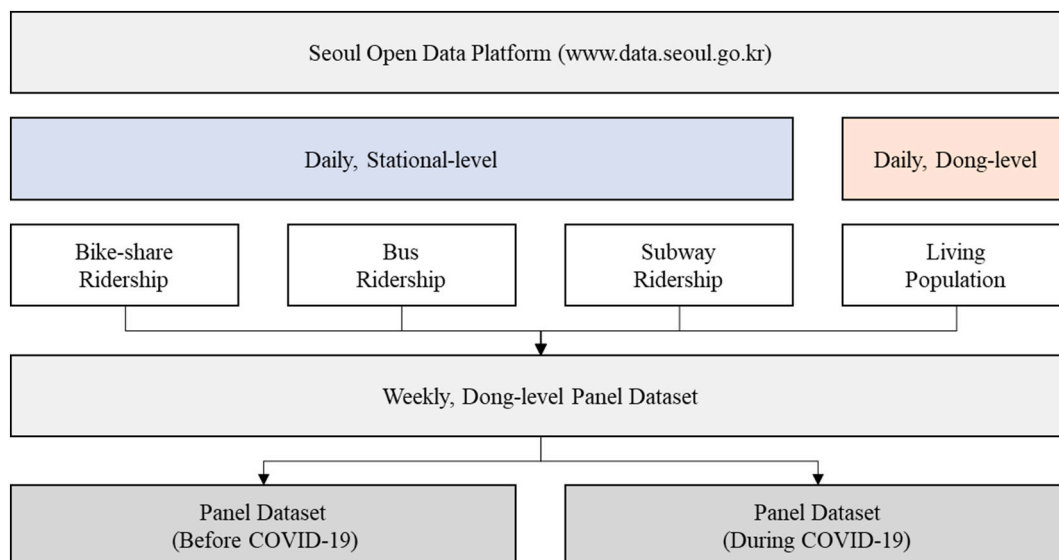 Seoul Open Data Platform (www.data.seoul.go.kr)
Daily, Stational-level
Daily, Dong-level
Bike-share
Ridership
Bus
Ridership
Subway
Ridership
Living
Population
Weekly, Dong-level Panel Dataset
Panel Dataset
(Before COVID-19)
Panel Dataset
(During COVID-19)